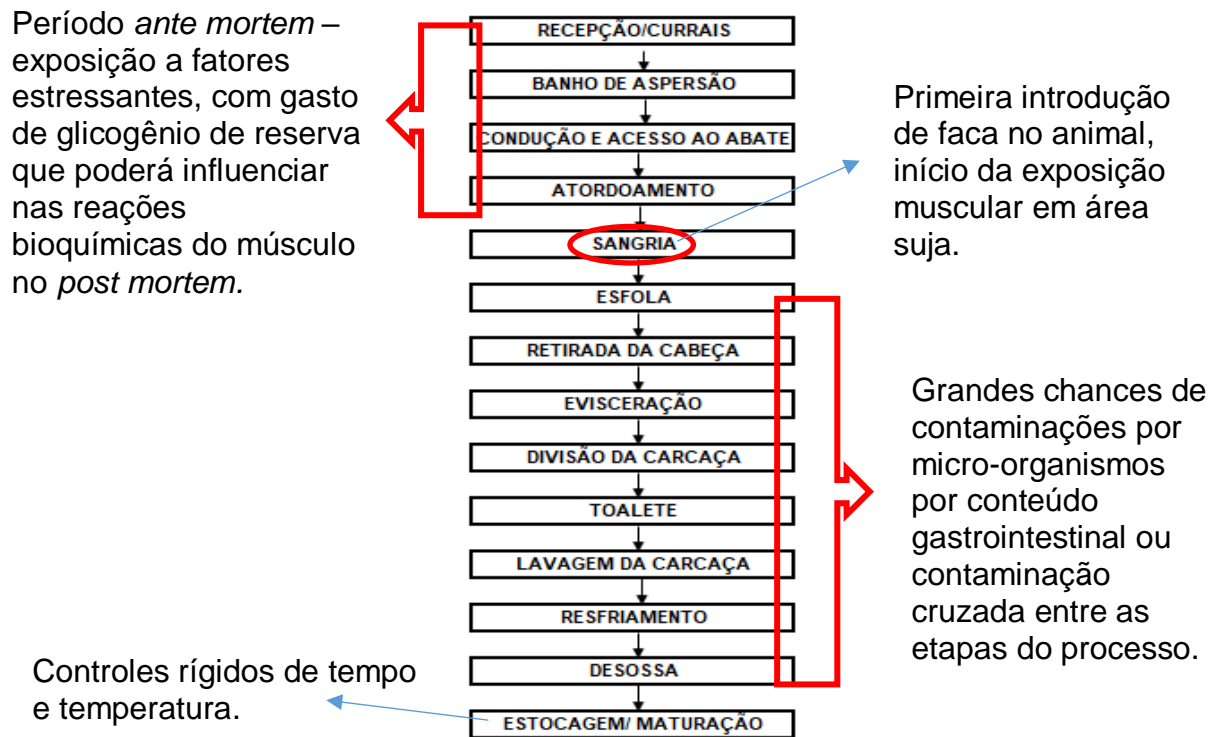 Período ante mortem –
exposição a fatores
estressantes, com gasto
de glicogênio de reserva
que poderá influenciar
nas reações
bioquímicas do músculo
no post mortem.
RECEPÇÃO/CURRAIS
BANHO DE ASPERSÃO
CONDUÇÃO E ACESSO AO ABATE
ATORDOAMENTO
SANGRIA
Primeira introdução
de faca no animal,
início da exposição
muscular em área
suja.
ESFOLA
RETIRADA DA CABEÇA
EVISCERAÇÃO
DIVISÃO DA CARCAÇA
TOALETE
LAVAGEM DA CARCAÇA
RESFRIAMENTO
DESOSSA
ESTOCAGEM/ MATURAÇÃO
Grandes chances de
contaminações por
micro-organismos
por conteúdo
gastrointestinal ou
contaminação
cruzada entre as
etapas do processo.
Controles rígidos de tempo
e temperatura.